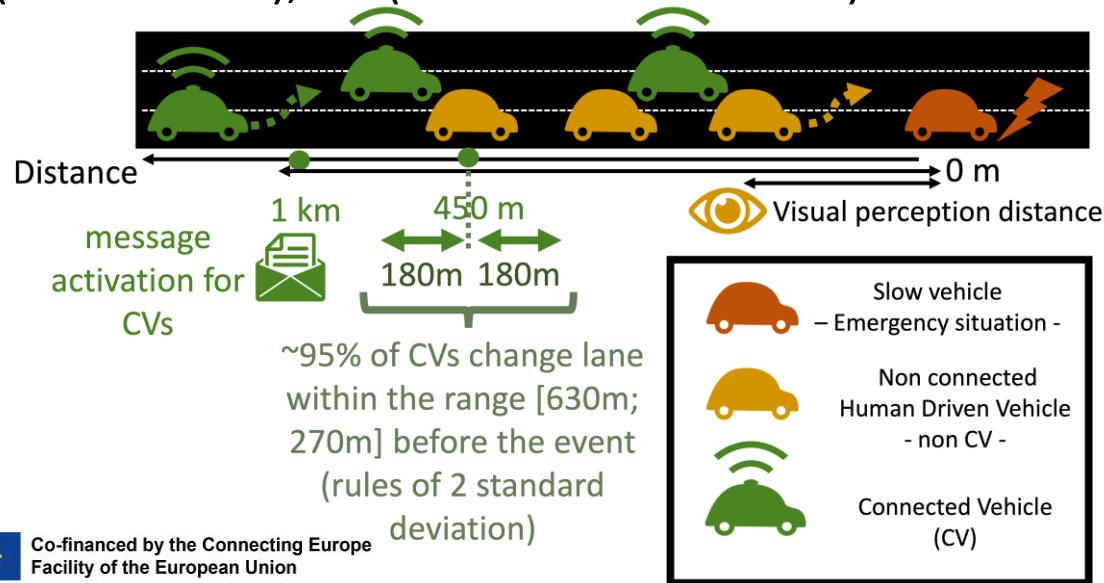 Distance
0 m
1 km
450 m
Visual perception distance
message
activation for
CVs
180m 180m
~95% of CVs change lane
within the range [630m;
270m] before the event
(rules of 2 standard
deviation)
Slow vehicle
– Emergency situation -
Non connected
Human Driven Vehicle
- non CV -
Connected Vehicle
(CV)
Co-financed by the Connecting Europe
Facility of the European Union